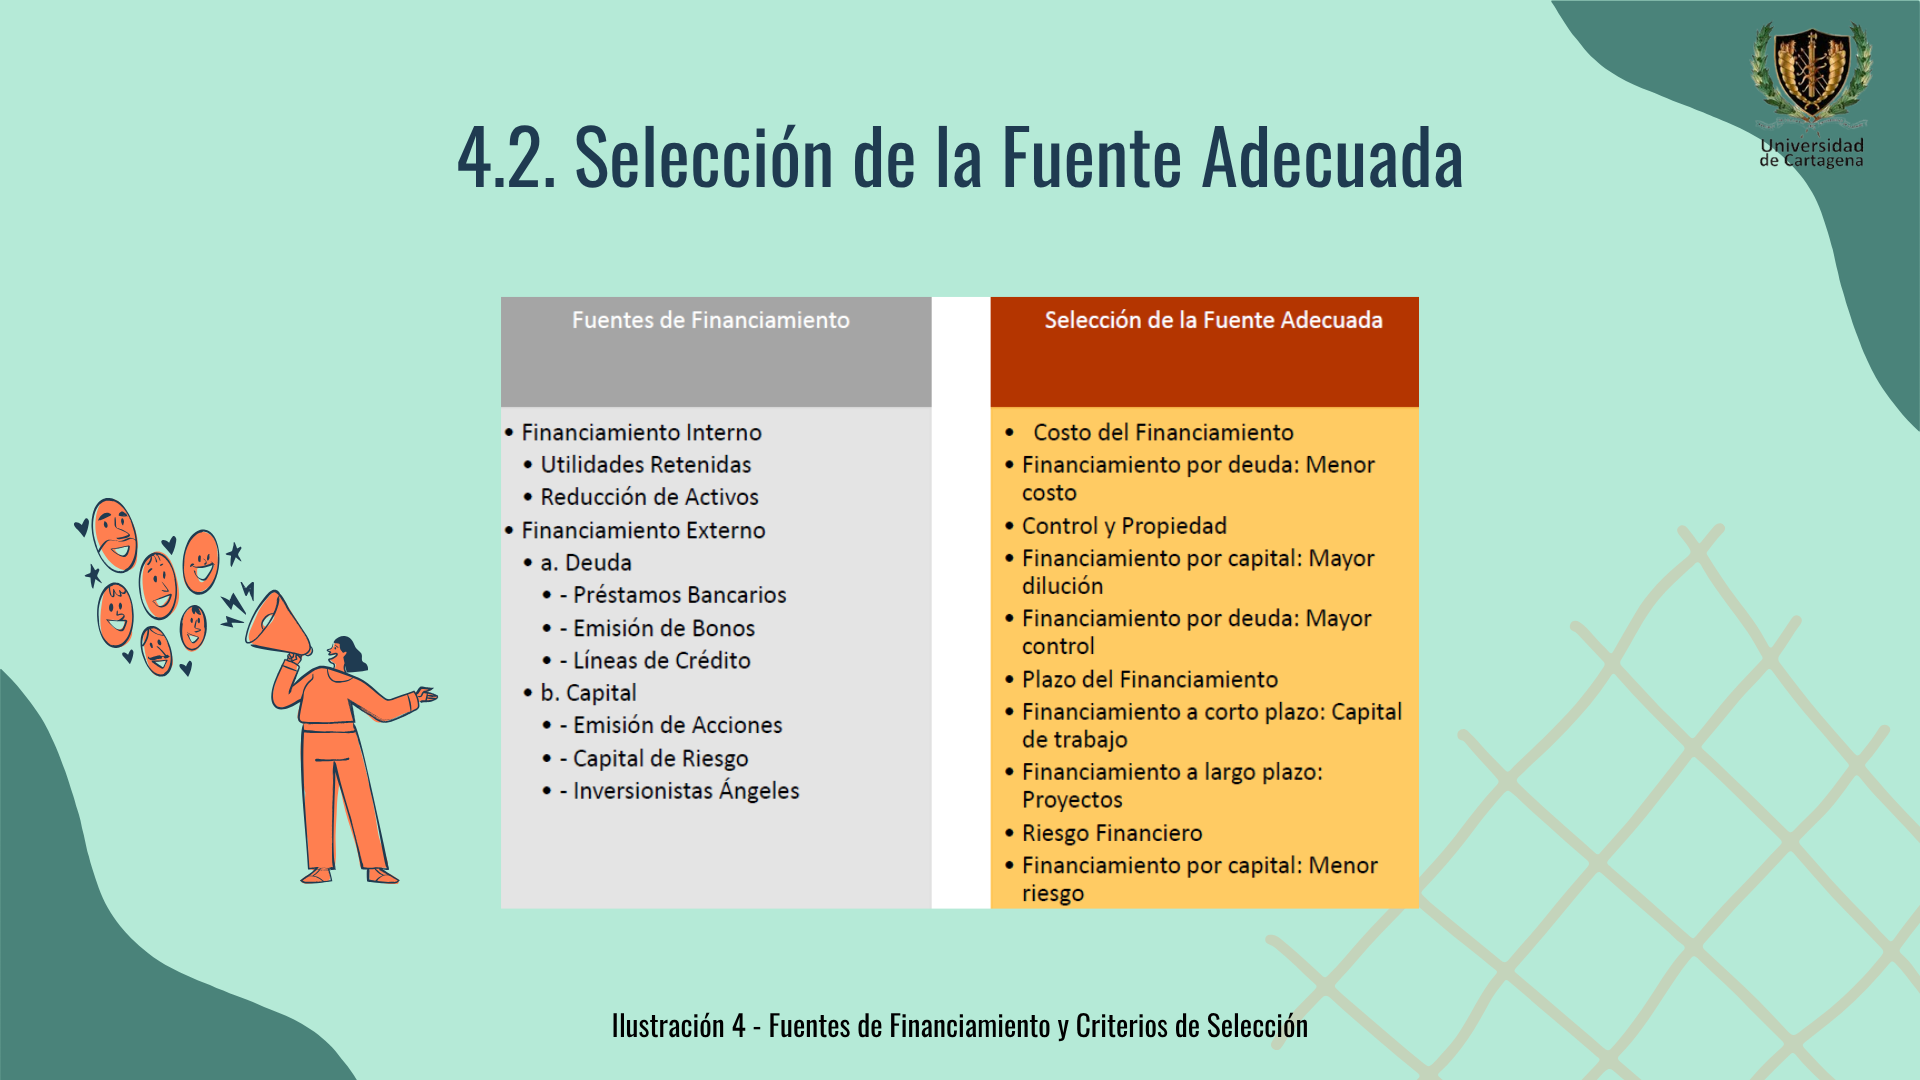 Universidad
de Cartagena
4.2. Selección de la Fuente Adecuada
Fuentes de Financiamiento
• Financiamiento Interno
• Utilidades Retenidas
• Reducción de Activos
• Financiamiento Externo
• a. Deuda
• - Préstamos Bancarios
• - Emisión de Bonos
• - Líneas de Crédito
• b. Capital
• - Emisión de Acciones
• - Capital de Riesgo
• - Inversionistas Ángeles
Selección de la Fuente Adecuada
• Costo del Financiamiento
• Financiamiento por deuda: Menor
costo
• Control y Propiedad
• Financiamiento por capital: Mayor
dilución
• Financiamiento por deuda: Mayor
control
• Plazo del Financiamiento
• Financiamiento a corto plazo: Capital
de trabajo
• Financiamiento a largo plazo:
Proyectos
• Riesgo Financiero
• Financiamiento por capital: Menor
riesgo
Ilustración 4 - Fuentes de Financiamiento y Criterios de Selección